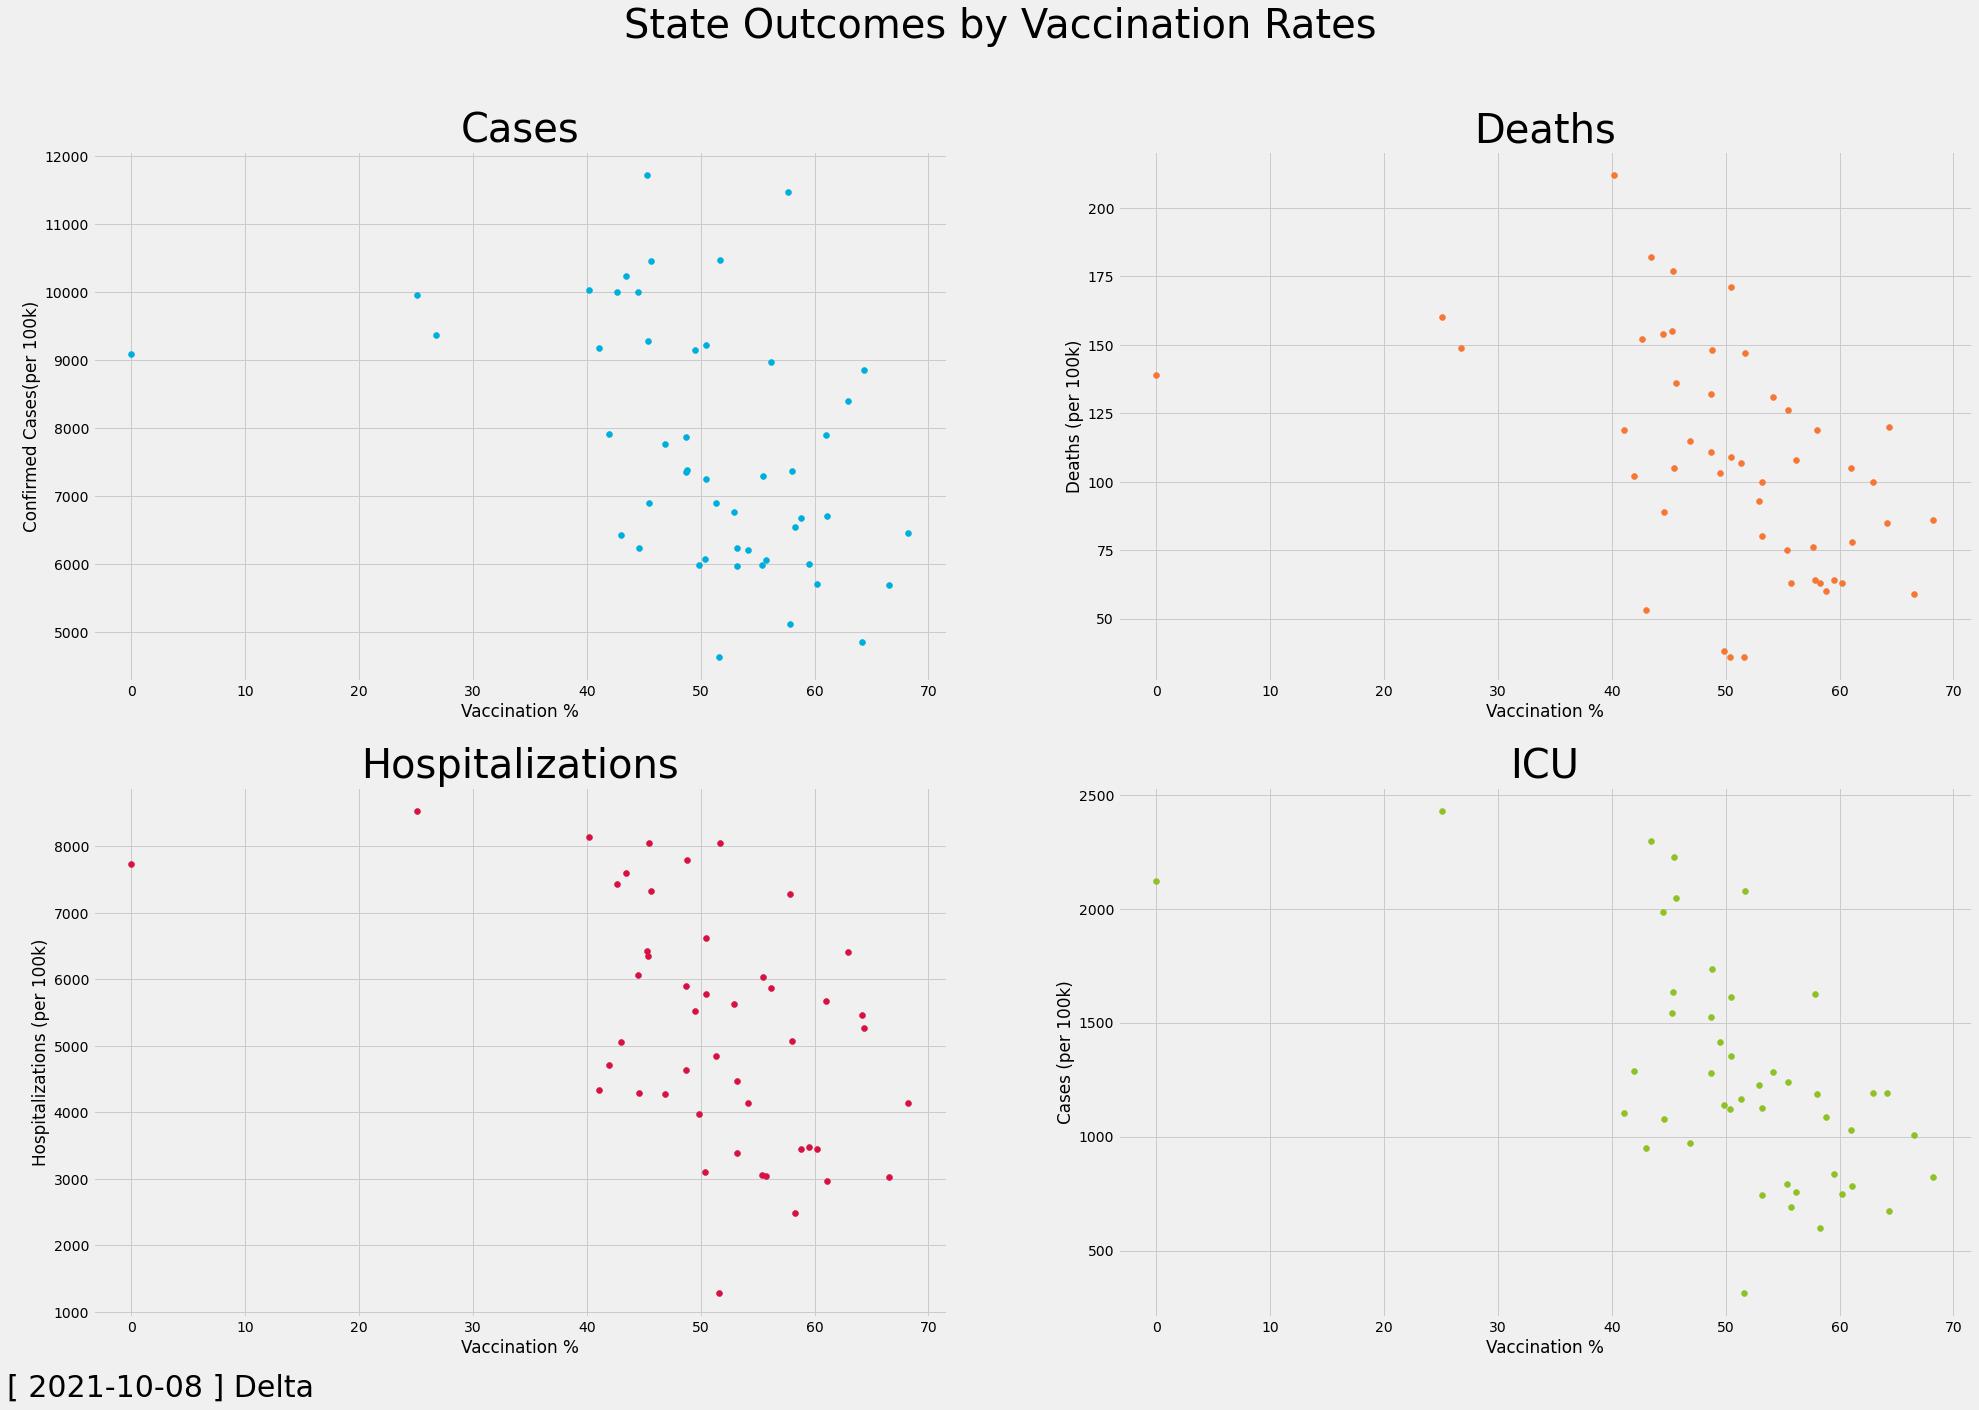 State Outcomes by Vaccination Rates
Cases
12000
11000
10000
9000
8000
7000
6000
5000
Confirmed Cases(per 100k)
0 10 20 30 40 50 60 70
Vaccination %
Deaths
200
175
150
125
100
75
50
Deaths (per 100k)
0 10 20 30 40 50 60 70
Vaccination %
Hospitalizations
8000
7000
6000
5000
4000
3000
2000
1000
Hospitalizations (per 100k)
0 10 20 30 40 50 60 70
Vaccination %
ICU
2500
2000
1500
1000
500
Cases (per 100k)
0 10 20 30 40 50 60 70
Vaccination %
[ 2021-10-08 ] Delta